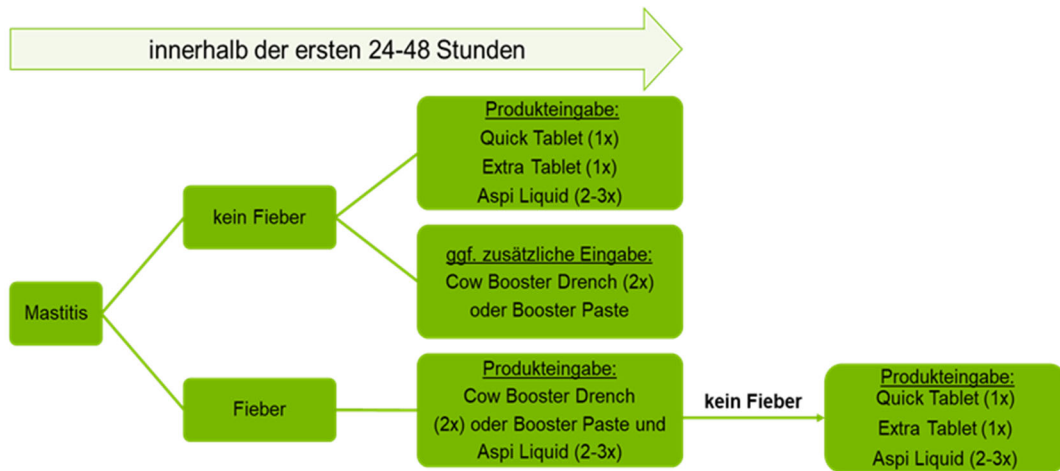 innerhalb der ersten 24-48 Stunden
Produkteingabe:
Quick Tablet (1x)
Extra Tablet (1x)
Aspi Liquid (2-3x)
kein Fieber
ggf. zusätzliche Eingabe:
Cow Booster Drench (2x)
oder Booster Paste
Mastitis
Fieber
Produkteingabe:
Cow Booster Drench
(2x) oder Booster Paste und
Aspi Liquid (2-3x)
kein Fieber
Produkteingabe:
Quick Tablet (1x)
Extra Tablet (1x)
Aspi Liquid (2-3x)